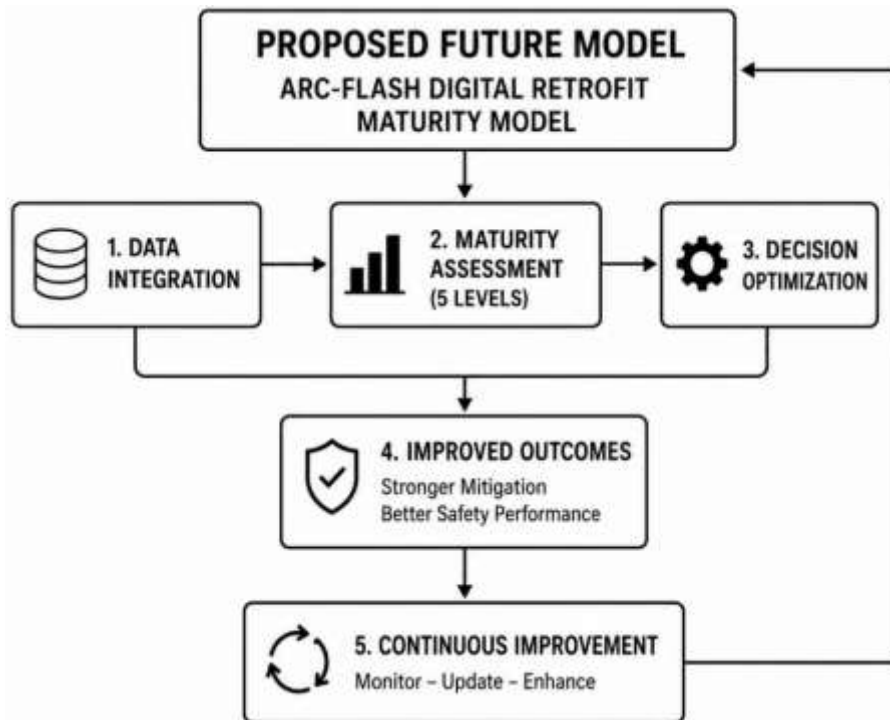 PROPOSED FUTURE MODEL
ARC-FLASH DIGITAL RETROFIT
MATURITY MODEL
1. DATA
INTEGRATION
2. MATURITY
ASSESSMENT
(5 LEVELS)
3. DECISION
OPTIMIZATION
4. IMPROVED OUTCOMES
Stronger Mitigation
Better Safety Performance
5. CONTINUOUS IMPROVEMENT
Monitor – Update – Enhance